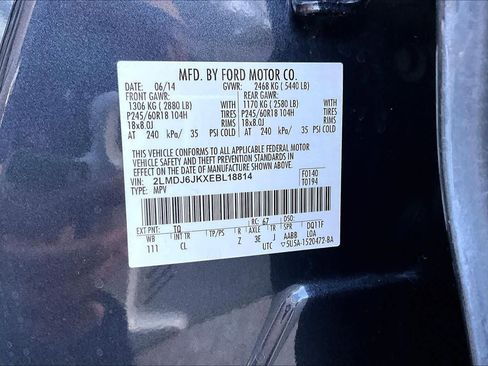 MFD. BY FORD MOTOR CO.
DATE: 06/14 GVWR: 2468 KG ( 5440 LB)
FRONT GAWR: REAR GAWR:
1306 KG ( 2880 LB) WITH 1170 KG ( 2580 LB) WITH
P245/60R18 104H TIRES P245/60R18 104H TIRES
18x8.0J RIMS 18x8.0J RIMS
AT 240 kPa/ 35 PSI COLD AT 240 kPa/ 35 PSI COLD
THIS VEHICLE CONFORMS TO ALL APPLICABLE FEDERAL MOTOR
VEHICLE SAFETY, BUMPER, AND THEFT PREVENTION STANDARDS IN
EFFECT ON THE DATE OF MANUFACTURE SHOWN ABOVE.
VIN: 2LMDJ6JKXEBL18814 F0140
TYPE: MPV T0194
EXT PNT: TQ RC: 67 DSO:
WB INT TR TP/PS R AXLE TR SPR DQ11F
111 CL Z 3E J AABB LOA
UTC ▽5U5A-1520472-BA